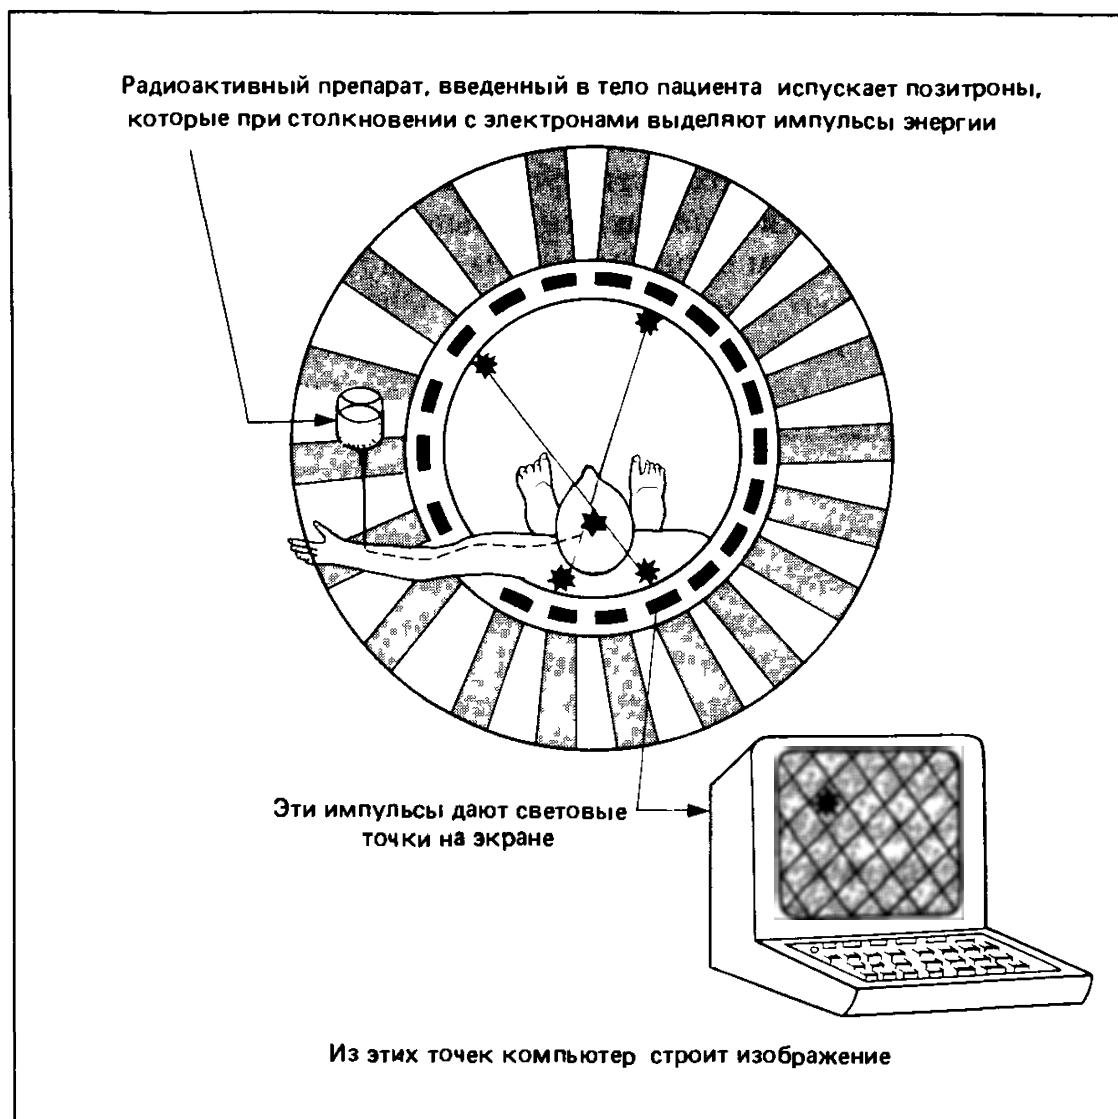 Радиоактивный препарат, введенный в тело пациента испускает позитроны,
которые при столкновении с электронами выделяют импульсы энергии
Эти импульсы дают световые
точки на экране
Из этих точек компьютер строит изображение